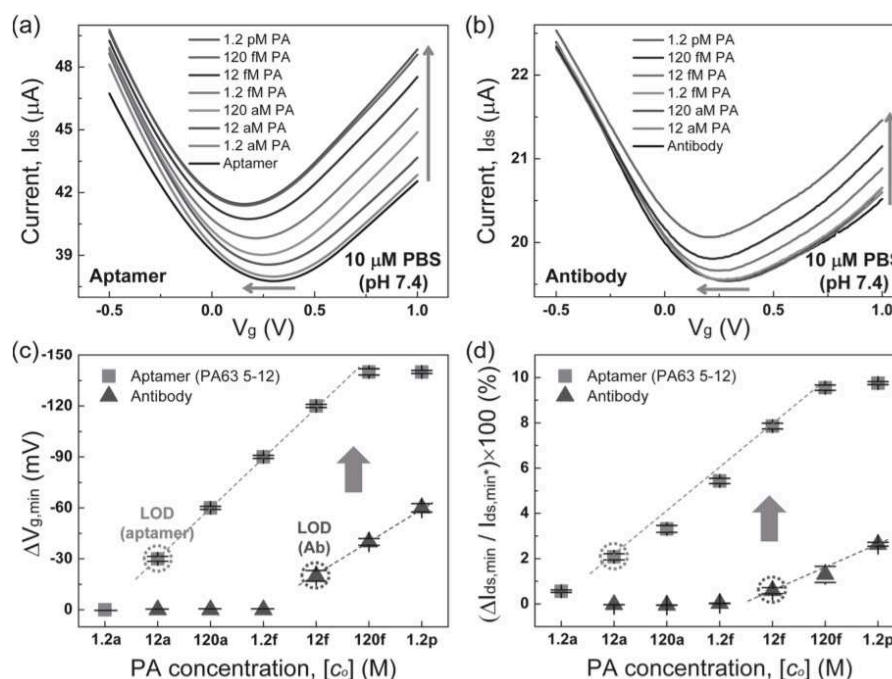 (a)
48
45
42
39
Current, Ids (μA)
1.2 pM PA
120 fM PA
12 fM PA
1.2 fM PA
120 aM PA
12 aM PA
1.2 aM PA
Aptamer
Aptamer
10 μM PBS
(pH 7.4)
-0.5 0.0 0.5 1.0
Vg (V)
(b)
22
21
20
Current, Ids (μA)
1.2 pM PA
120 fM PA
12 fM PA
1.2 fM PA
120 aM PA
12 aM PA
Antibody
Antibody
10 μM PBS
(pH 7.4)
-0.5 0.0 0.5 1.0
Vg (V)
(c)
-150
-120
-90
-60
-30
0
ΔVg,min (mV)
Aptamer (PA63 5-12)
Antibody
LOD
(aptamer)
LOD
(Ab)
1.2a 12a 120a 1.2f 12f 120f 1.2p
PA concentration, [co] (M)
(d)
10
8
6
4
2
0
(ΔIds,min / Ids,min*)×100 (%)
Aptamer (PA63 5-12)
Antibody
1.2a 12a 120a 1.2f 12f 120f 1.2p
PA concentration, [co] (M)